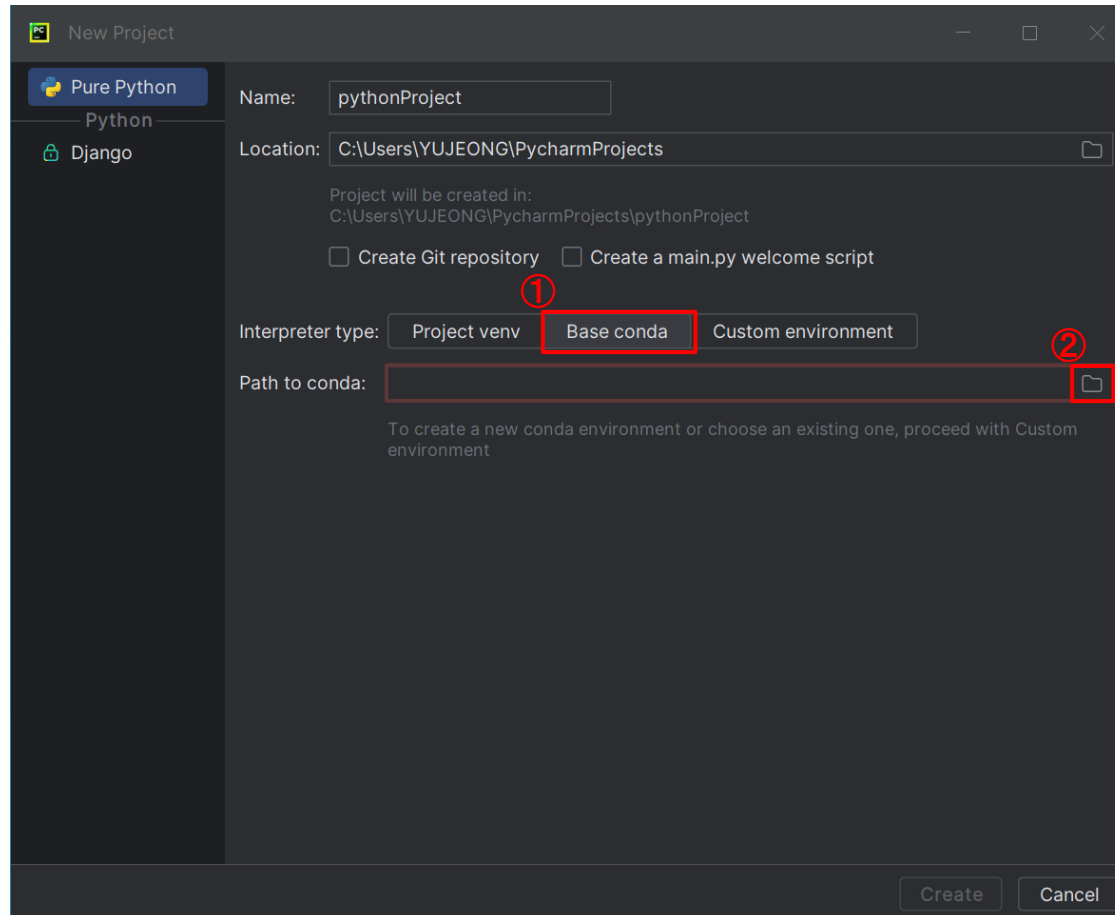 PC
New Project
Pure Python
Python
Django
Name: pythonProject
Location: C:\Users\YUJEONG\PycharmProjects
Project will be created in:
C:\Users\YUJEONG\PycharmProjects\pythonProject
Create Git repository Create a main.py welcome script
①
Interpreter type: Project venv Base conda Custom environment
②
Path to conda:
To create a new conda environment or choose an existing one, proceed with Custom
environment
Create Cancel